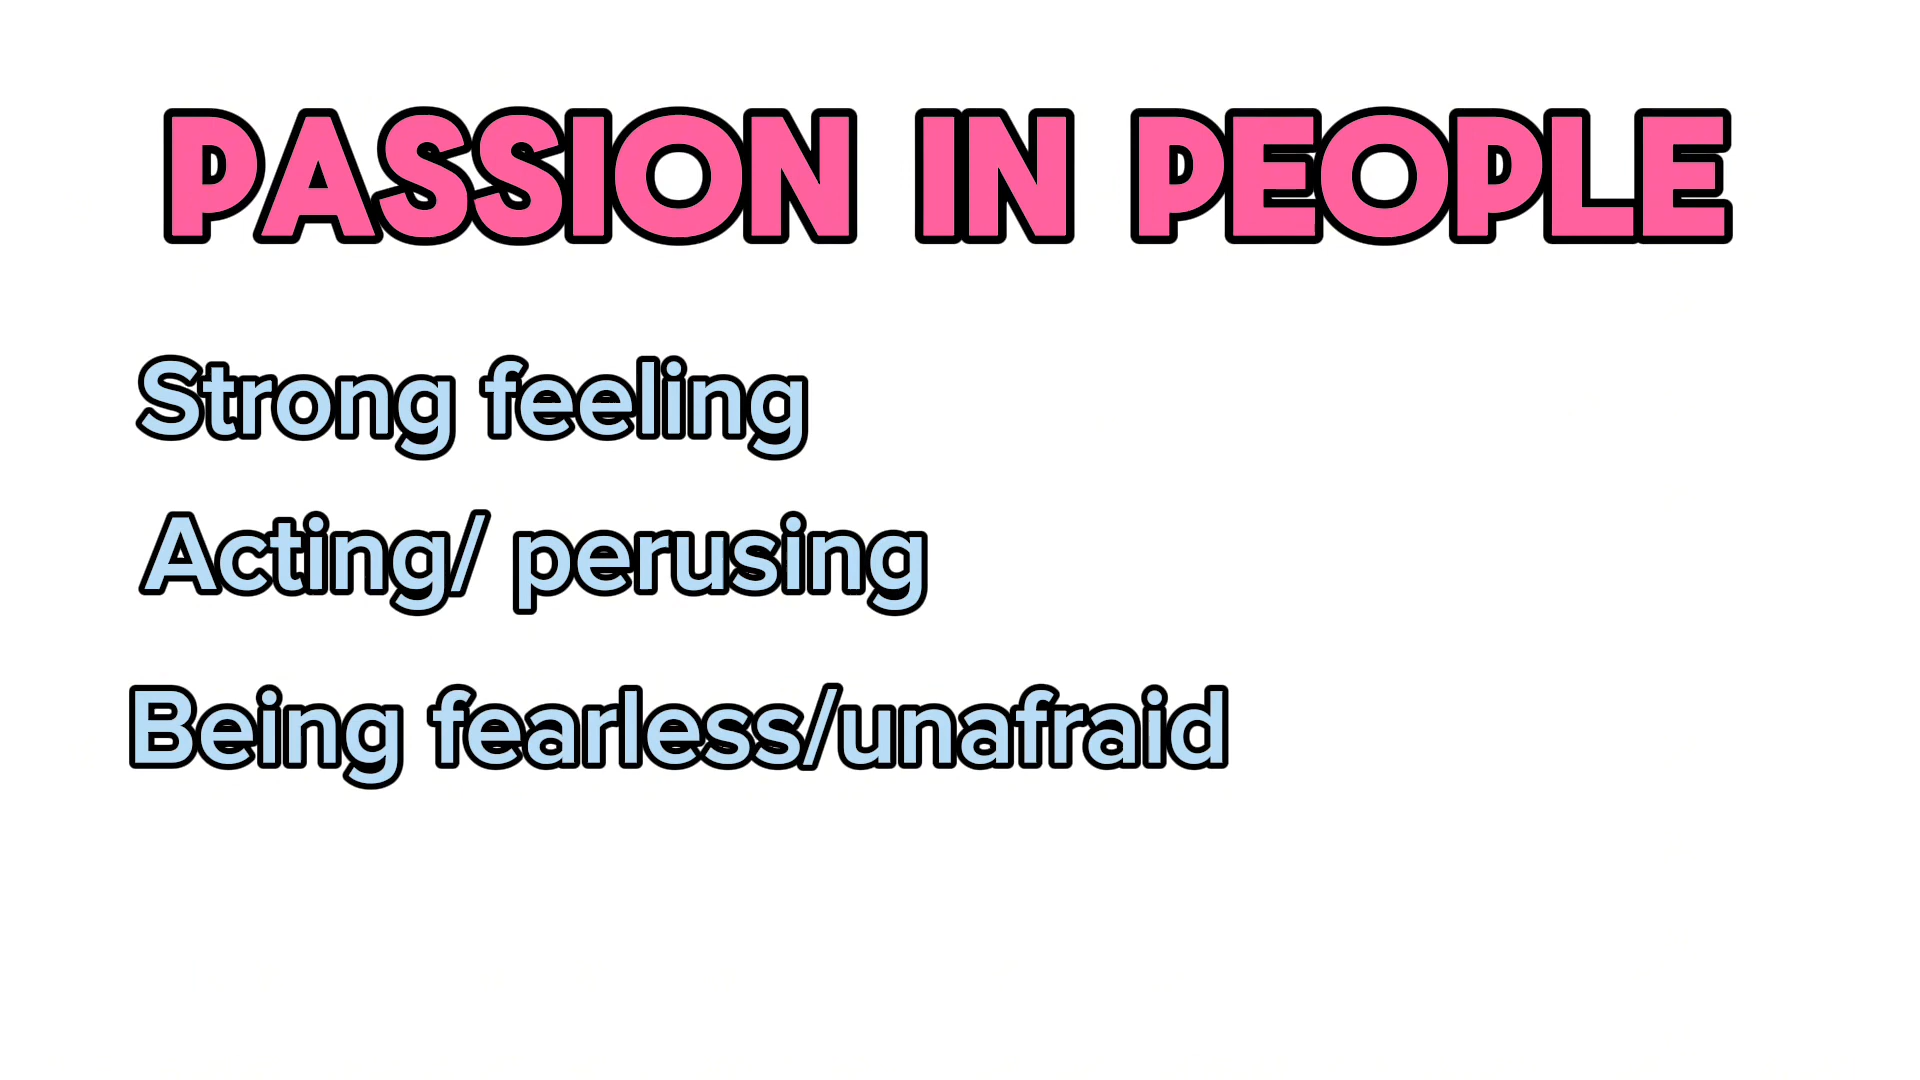 PASSION IN PEOPLE
Strong feeling
Acting/ perusing
Being fearless/unafraid